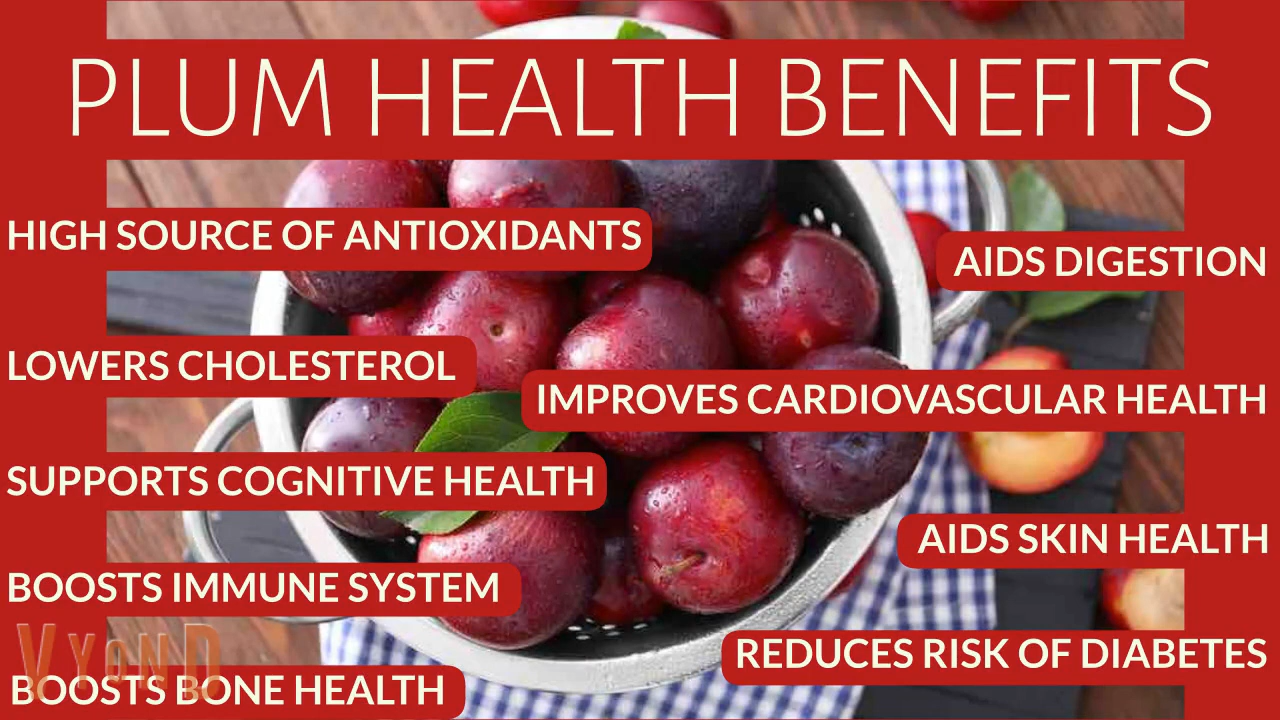 PLUM HEALTH BENEFITS
HIGH SOURCE OF ANTIOXIDANTS
AIDS DIGESTION
LOWERS CHOLESTEROL
IMPROVES CARDIOVASCULAR HEALTH
SUPPORTS COGNITIVE HEALTH
AIDS SKIN HEALTH
BOOSTS IMMUNE SYSTEM
REDUCES RISK OF DIABETES
VYOND
BOOSTS BONE HEALTH